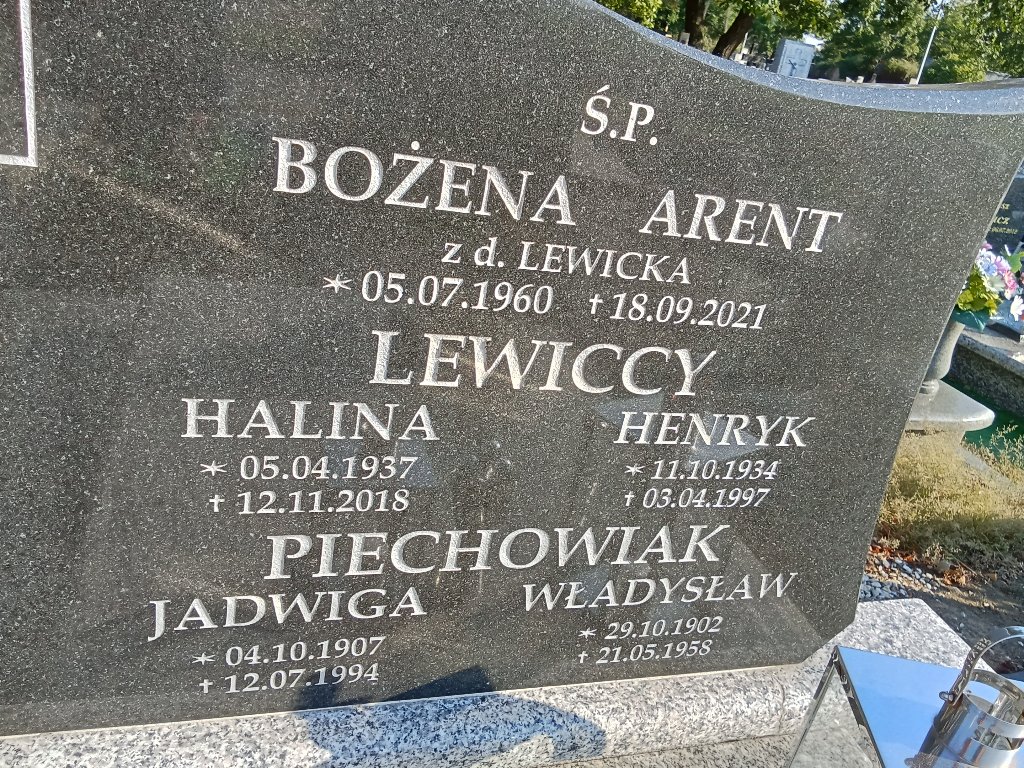 Ś.P.
BOŻENA ARENT
z d. LEWICKA
* 05.07.1960 † 18.09.2021
LEWICCY
HALINA HENRYK
* 05.04.1937 * 11.10.1934
† 12.11.2018 † 03.04.1997
PIECHOWIAK
JADWIGA WŁADYSŁAW
* 04.10.1907 * 29.10.1902
† 12.07.1994 † 21.05.1958